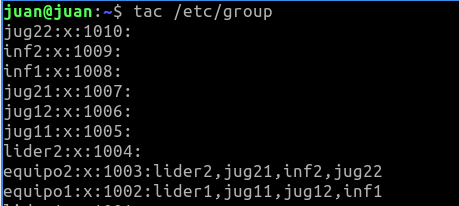 juan@juan:~$ tac /etc/group
jug22:x:1010:
inf2:x:1009:
inf1:x:1008:
jug21:x:1007:
jug12:x:1006:
jug11:x:1005:
lider2:x:1004:
equipo2:x:1003:lider2,jug21,inf2,jug22
equipo1:x:1002:lider1,jug11,jug12,inf1